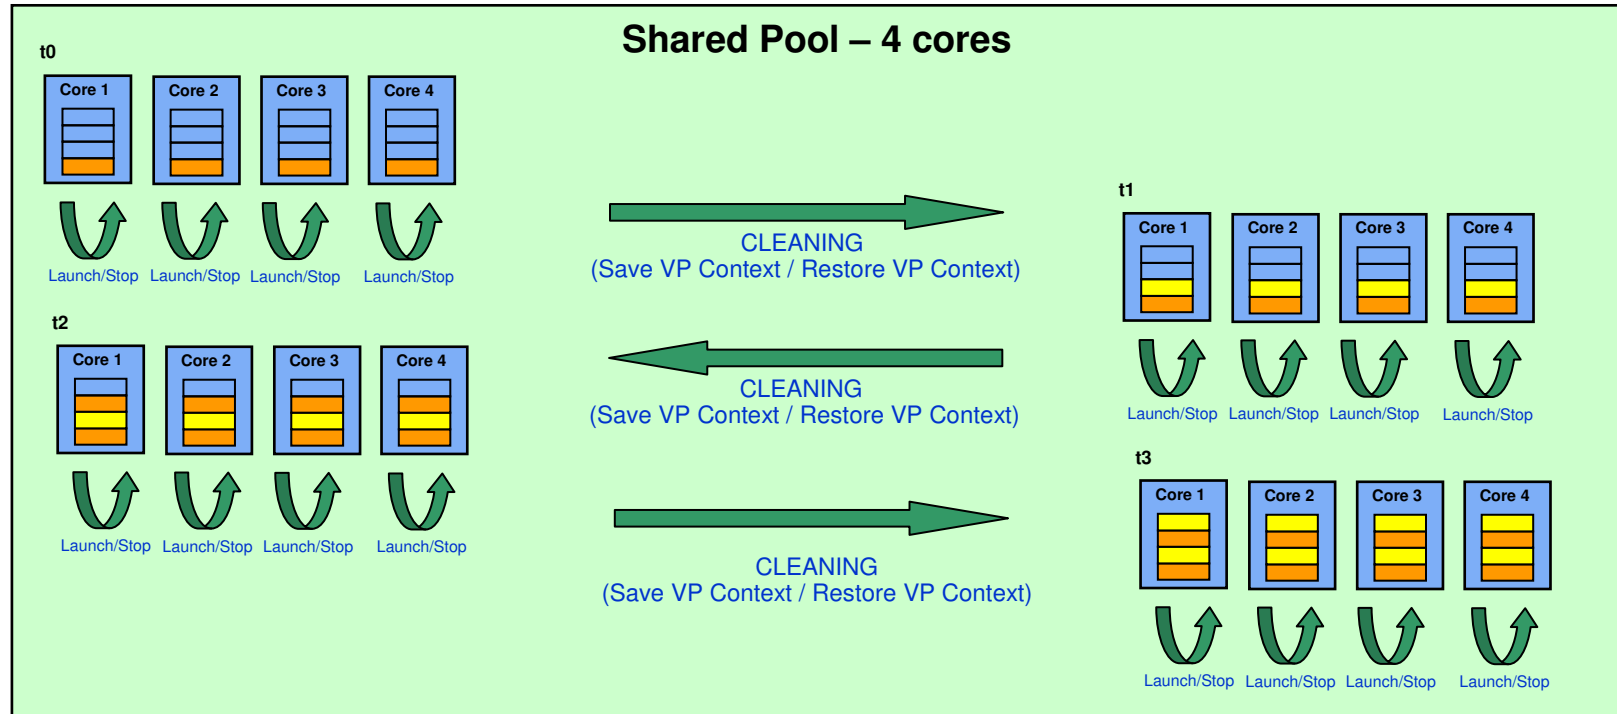 Shared Pool – 4 cores
t0
Core 1 Core 2 Core 3 Core 4
Launch/Stop Launch/Stop Launch/Stop Launch/Stop
CLEANING
(Save VP Context / Restore VP Context)
t1
Core 1 Core 2 Core 3 Core 4
Launch/Stop Launch/Stop Launch/Stop Launch/Stop
t2
Core 1 Core 2 Core 3 Core 4
Launch/Stop Launch/Stop Launch/Stop Launch/Stop
CLEANING
(Save VP Context / Restore VP Context)
t3
Core 1 Core 2 Core 3 Core 4
Launch/Stop Launch/Stop Launch/Stop Launch/Stop
CLEANING
(Save VP Context / Restore VP Context)